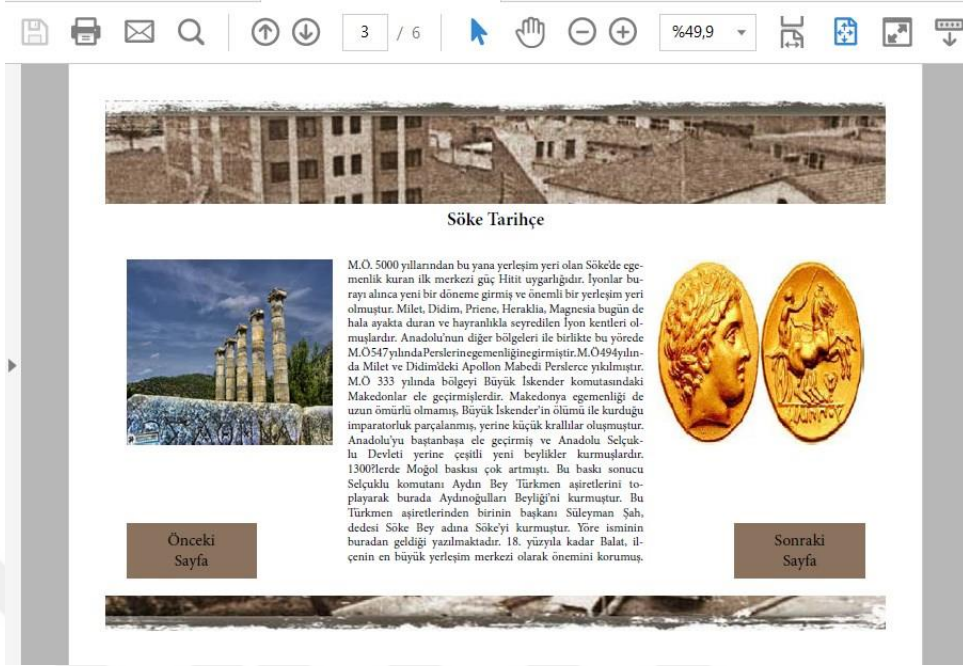 3 / 6
%49,9
Söke Tarihçe
M.Ö. 5000 yıllarından bu yana yerleşim yeri olan Söke'de ege-
menlik kuran ilk merkezi güç Hitit uygarlığıdır. İyonlar bu-
rayı alınca yeni bir döneme girmiş ve önemli bir yerleşim yeri
olmuştur. Milet, Didim, Priene, Heraklia, Magnesia bugün de
hala ayakta duran ve hayranlıkla seyredilen İyon kentleri ol-
muşlardır. Anadolu'nun diğer bölgeleri ile birlikte bu yörede
M.Ö547yılındaPerslerinegemenliğinegirmiştir.M.Ö494yılın-
da Milet ve Didim'deki Apollon Mabedi Perslerce yıkılmıştır.
M.Ö 333 yılında bölgeyi Büyük İskender komutasındaki
Makedonlar ele geçirmişlerdir. Makedonya egemenliği de
uzun ömürlü olmamış, Büyük İskender'in ölümü ile kurduğu
imparatorluk parçalanmış, yerine küçük krallılar oluşmuştur.
Anadolu'yu baştanbaşa ele geçirmiş ve Anadolu Selçuk-
lu Devleti yerine çeşitli yeni beylikler kurmuşlardır.
1300?lerde Moğol baskısı çok artmıştı. Bu baskı sonucu
Selçuklu komutanı Aydın Bey Türkmen aşiretlerini to-
playarak burada Aydınoğulları Beyliği'ni kurmuştur. Bu
Türkmen aşiretlerinden birinin başkanı Süleyman Şah,
dedesi Söke Bey adına Söke'yi kurmuştur. Yöre isminin
buradan geldiği yazılmaktadır. 18. yüzyıla kadar Balat, il-
çenin en büyük yerleşim merkezi olarak önemini korumuş.
Önceki
Sayfa
Sonraki
Sayfa